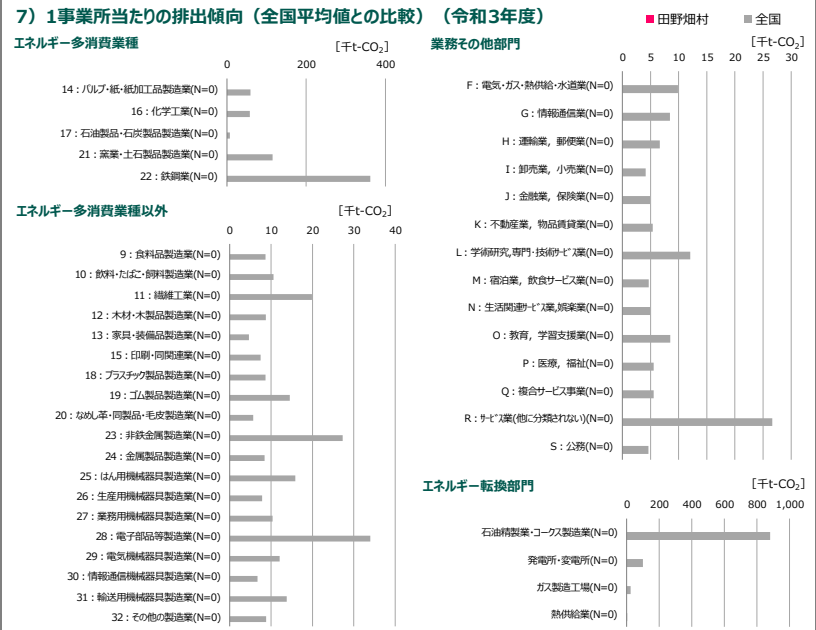 7）1事業所当たりの排出傾向（全国平均値との比較）（令和3年度）
■田野畑村 ■全国
エネルギー多消費業種
［千t-CO₂］
0 200 400
14：パルプ・紙・紙加工品製造業(N=0)
16：化学工業(N=0)
17：石油製品・石炭製品製造業(N=0)
21：窯業・土石製品製造業(N=0)
22：鉄鋼業(N=0)
エネルギー多消費業種以外
［千t-CO₂］
0 10 20 30 40
9：食料品製造業(N=0)
10：飲料・たばこ・飼料製造業(N=0)
11：繊維工業(N=0)
12：木材・木製品製造業(N=0)
13：家具・装備品製造業(N=0)
15：印刷・同関連業(N=0)
18：プラスチック製品製造業(N=0)
19：ゴム製品製造業(N=0)
20：なめし革・同製品・毛皮製造業(N=0)
23：非鉄金属製造業(N=0)
24：金属製品製造業(N=0)
25：はん用機械器具製造業(N=0)
26：生産用機械器具製造業(N=0)
27：業務用機械器具製造業(N=0)
28：電子部品等製造業(N=0)
29：電気機械器具製造業(N=0)
30：情報通信機械器具製造業(N=0)
31：輸送用機械器具製造業(N=0)
32：その他の製造業(N=0)
業務その他部門
［千t-CO₂］
0 5 10 15 20 25 30
F：電気・ガス・熱供給・水道業(N=0)
G：情報通信業(N=0)
H：運輸業，郵便業(N=0)
I：卸売業，小売業(N=0)
J：金融業，保険業(N=0)
K：不動産業，物品賃貸業(N=0)
L：学術研究,専門・技術ｻｰﾋﾞｽ業(N=0)
M：宿泊業，飲食サービス業(N=0)
N：生活関連ｻｰﾋﾞｽ業,娯楽業(N=0)
O：教育，学習支援業(N=0)
P：医療，福祉(N=0)
Q：複合サービス事業(N=0)
R：ｻｰﾋﾞｽ業(他に分類されない)(N=0)
S：公務(N=0)
エネルギー転換部門
［千t-CO₂］
0 200 400 600 800 1,000
石油精製業・コークス製造業(N=0)
発電所・変電所(N=0)
ガス製造工場(N=0)
熱供給業(N=0)